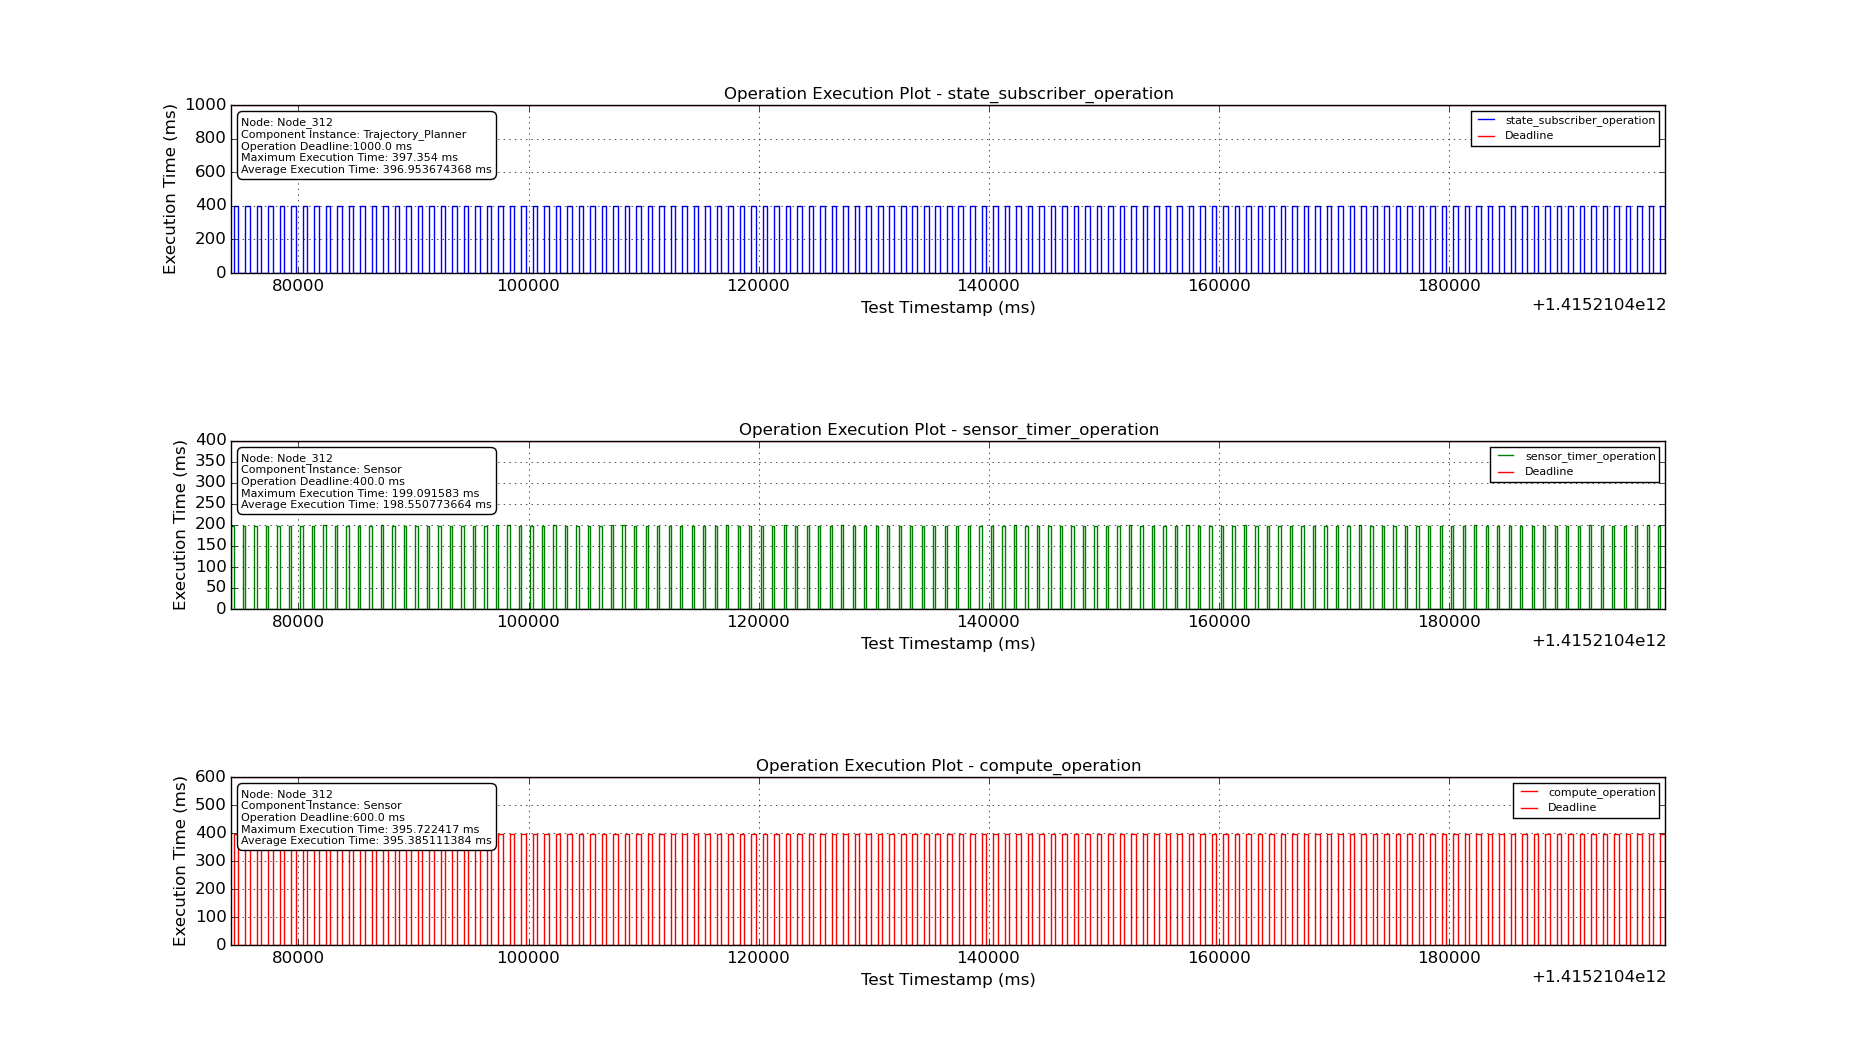 Operation Execution Plot - state_subscriber_operation
Execution Time (ms)
1000
800
600
400
200
0
Node: Node_312
Component Instance: Trajectory_Planner
Operation Deadline:1000.0 ms
Maximum Execution Time: 397.354 ms
Average Execution Time: 396.953674368 ms
state_subscriber_operation
Deadline
80000 100000 120000 140000 160000 180000
Test Timestamp (ms)
+1.4152104e12
Operation Execution Plot - sensor_timer_operation
Execution Time (ms)
400
350
300
250
200
150
100
50
0
Node: Node_312
Component Instance: Sensor
Operation Deadline:400.0 ms
Maximum Execution Time: 199.091583 ms
Average Execution Time: 198.550773664 ms
sensor_timer_operation
Deadline
80000 100000 120000 140000 160000 180000
Test Timestamp (ms)
+1.4152104e12
Operation Execution Plot - compute_operation
Execution Time (ms)
600
500
400
300
200
100
0
Node: Node_312
Component Instance: Sensor
Operation Deadline:600.0 ms
Maximum Execution Time: 395.722417 ms
Average Execution Time: 395.385111384 ms
compute_operation
Deadline
80000 100000 120000 140000 160000 180000
Test Timestamp (ms)
+1.4152104e12